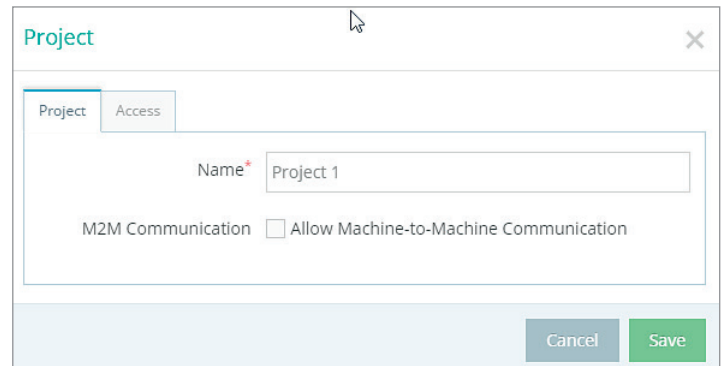 Project
Project Access
Name*
Project 1
M2M Communication Allow Machine-to-Machine Communication
Cancel Save